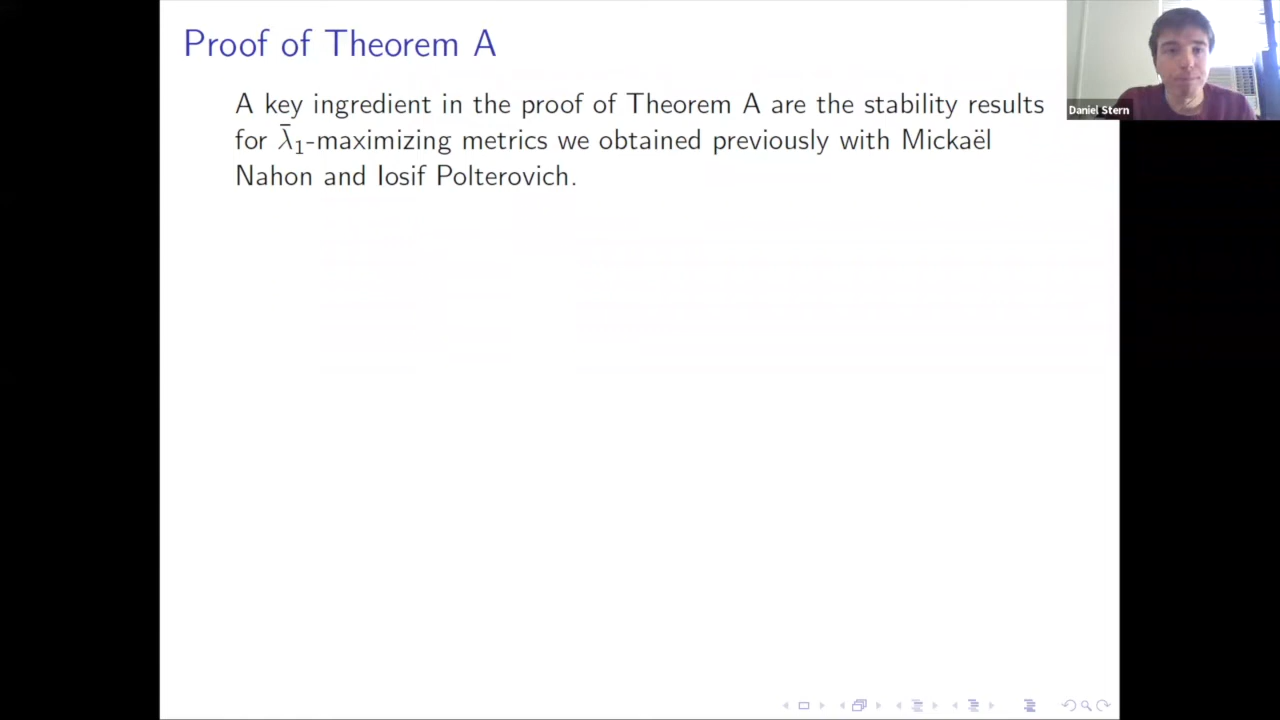 Proof of Theorem A
Daniel Stern
A key ingredient in the proof of Theorem A are the stability results
for λ̄₁-maximizing metrics we obtained previously with Mickaël
Nahon and Iosif Polterovich.